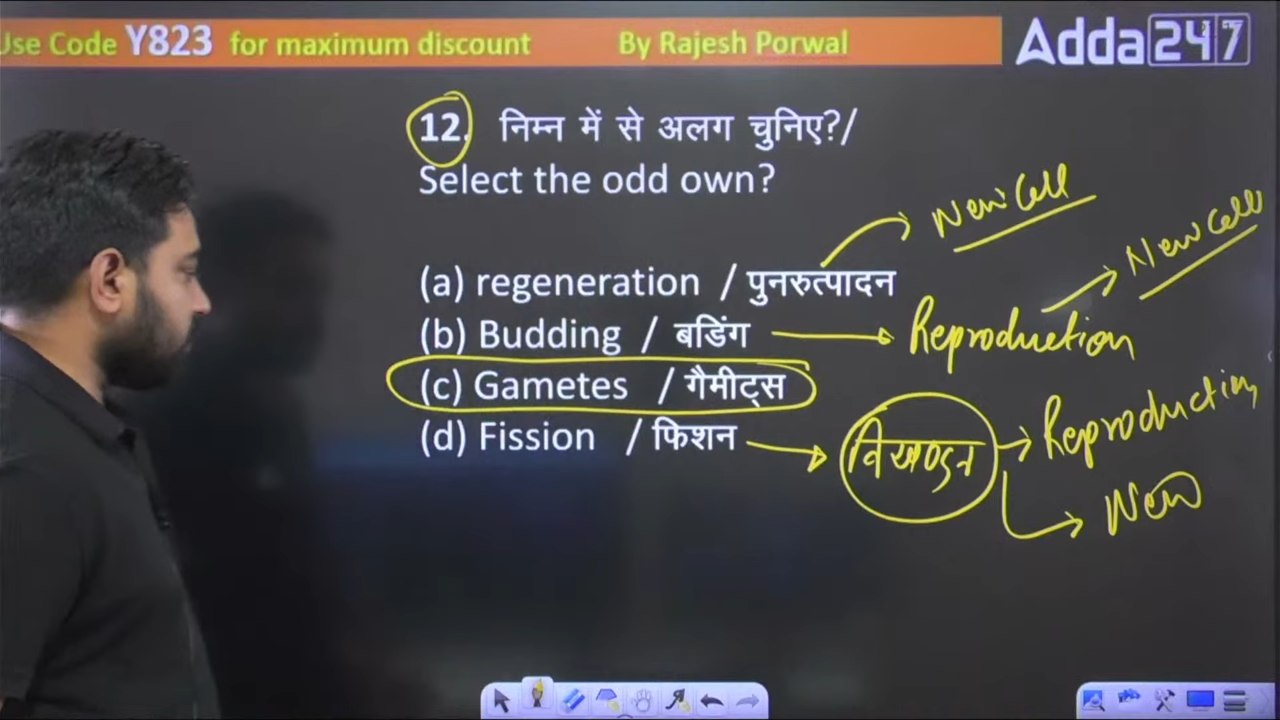 Use Code Y823 for maximum discount By Rajesh Porwal Adda247
12. निम्न में से अलग चुनिए?/
Select the odd own?
New Cell
(a) regeneration / पुनरुत्पादन
New Cell
(b) Budding / बडिंग
Reproduction
(c) Gametes / गैमीट्स
Reproduction
(d) Fission / फिशन
विखण्डन
New